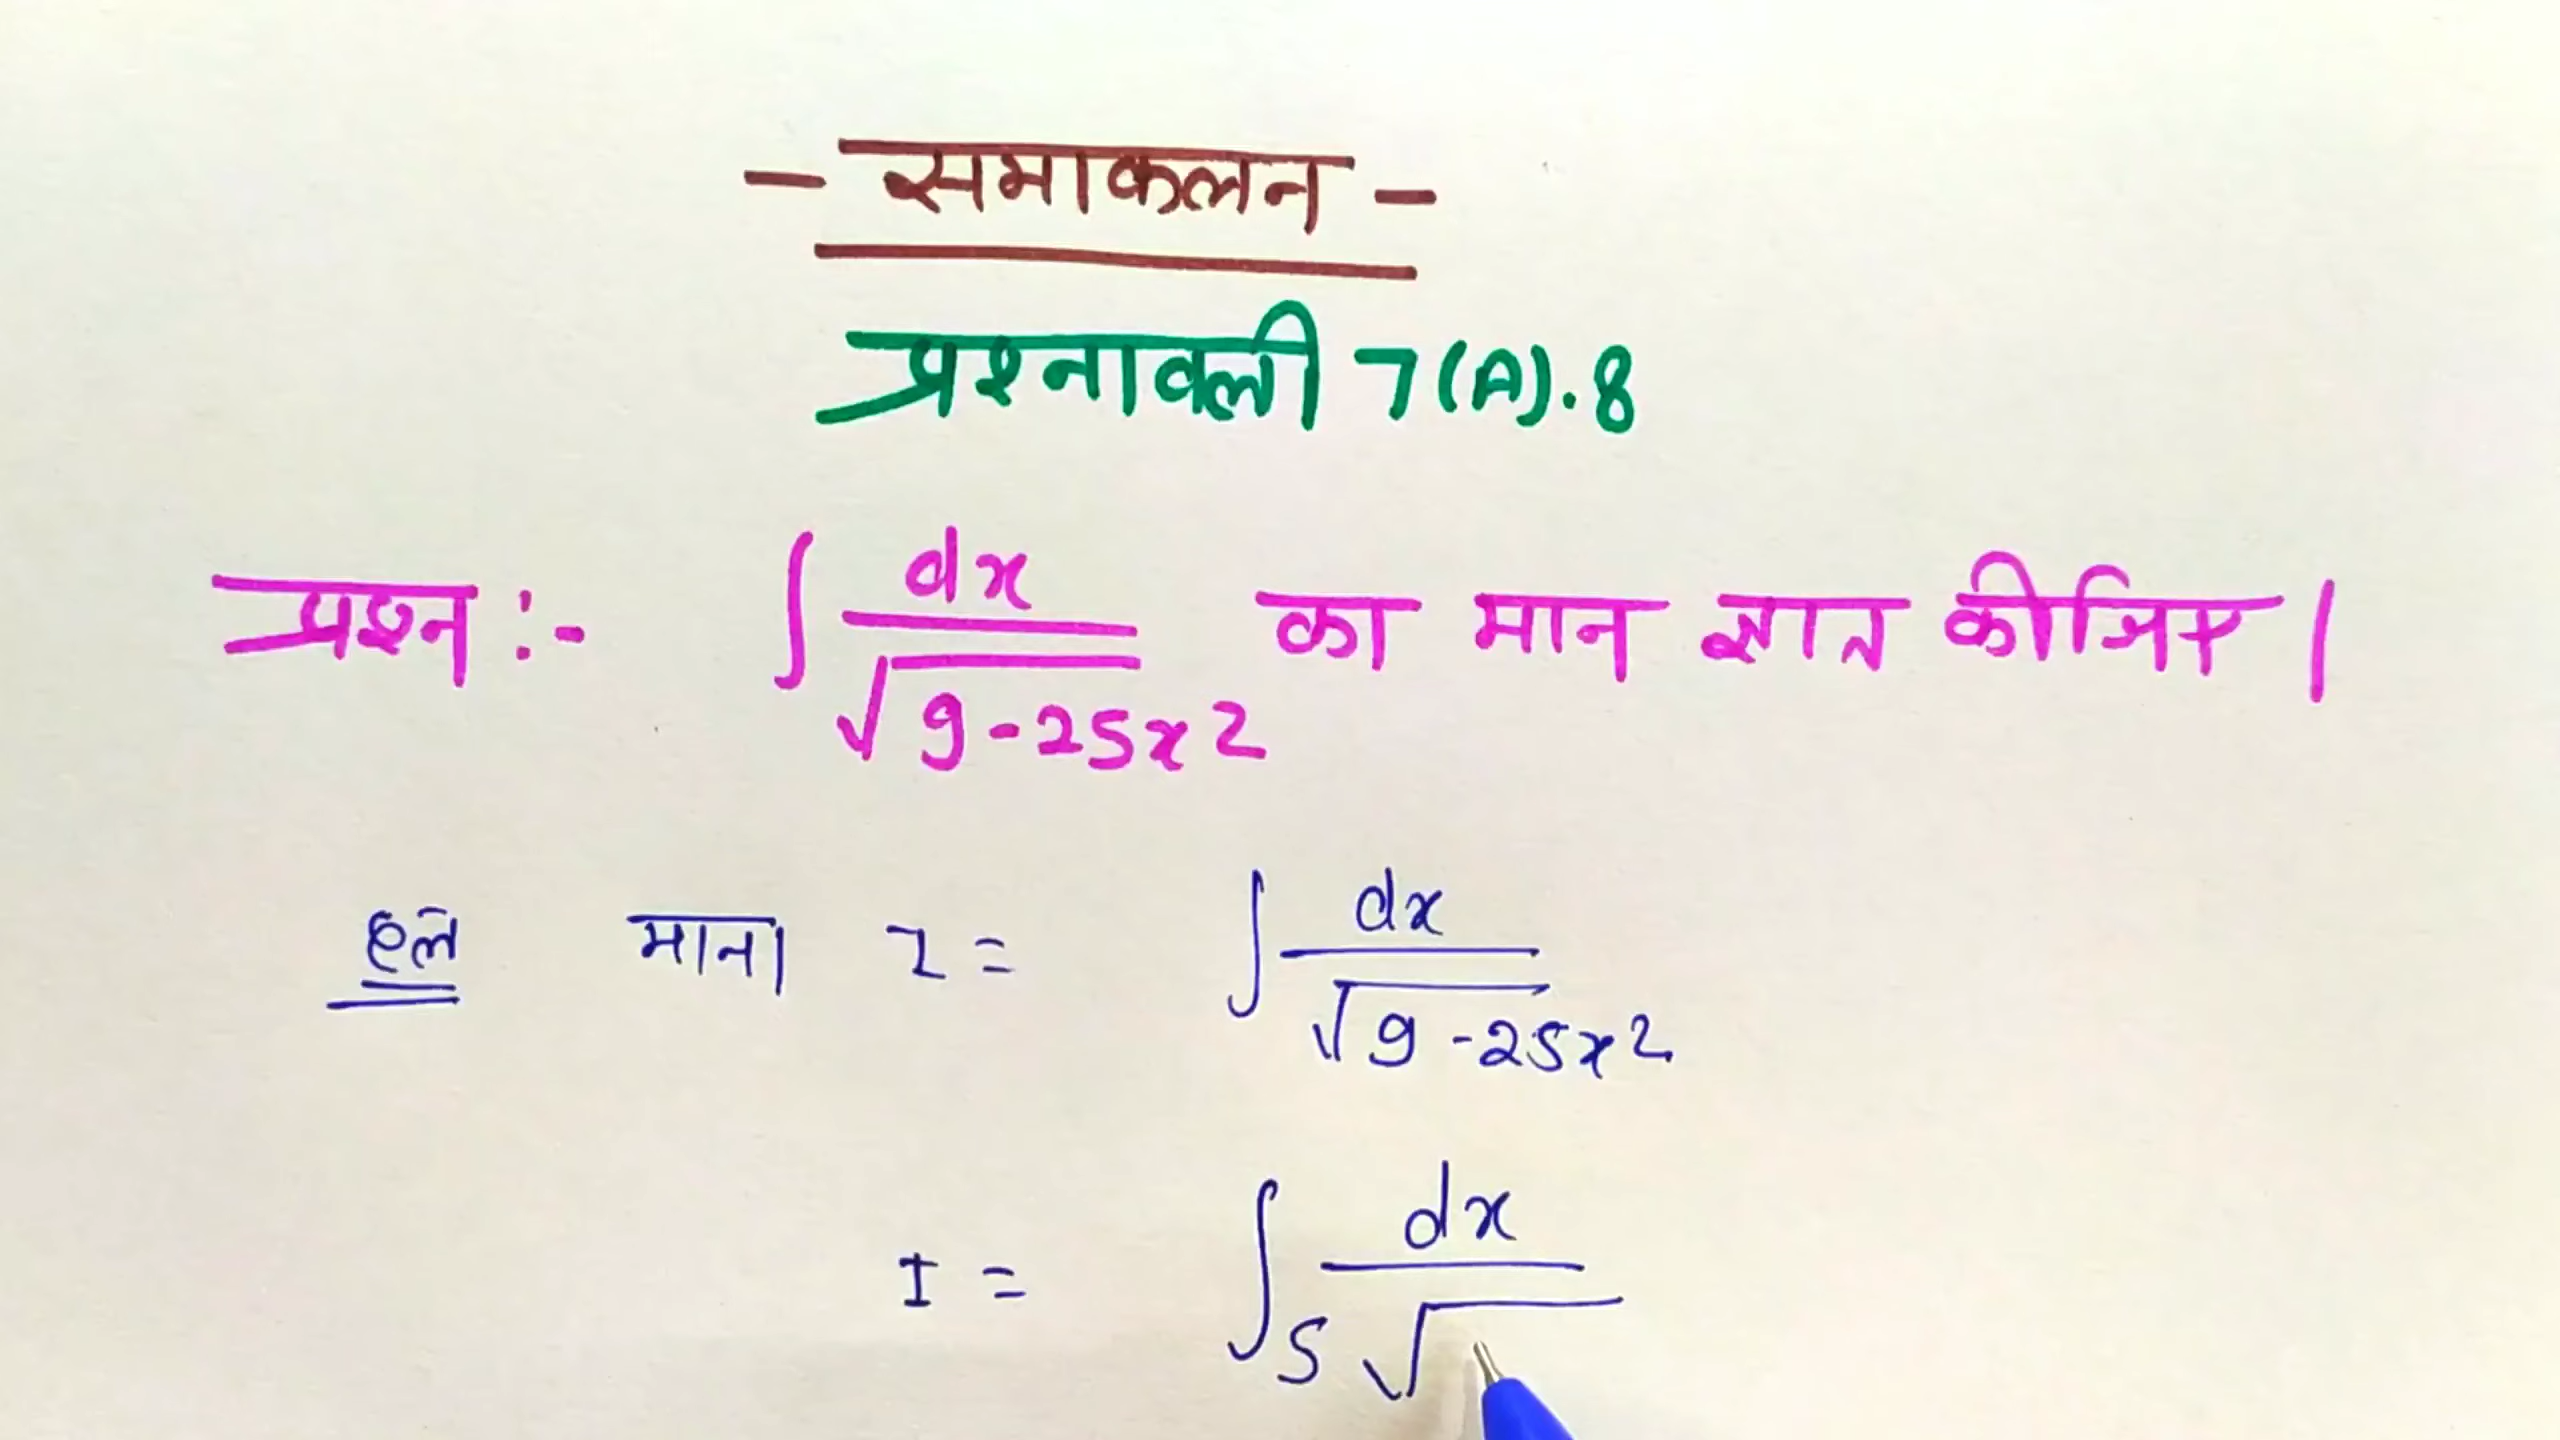 - समाकलन -
प्रश्नावली 7(A).8
प्रश्न :- ∫ dx / √9-25x2 का मान ज्ञात कीजिए |
हल माना I = ∫ dx / √9-25x2
I = ∫ dx / 5√